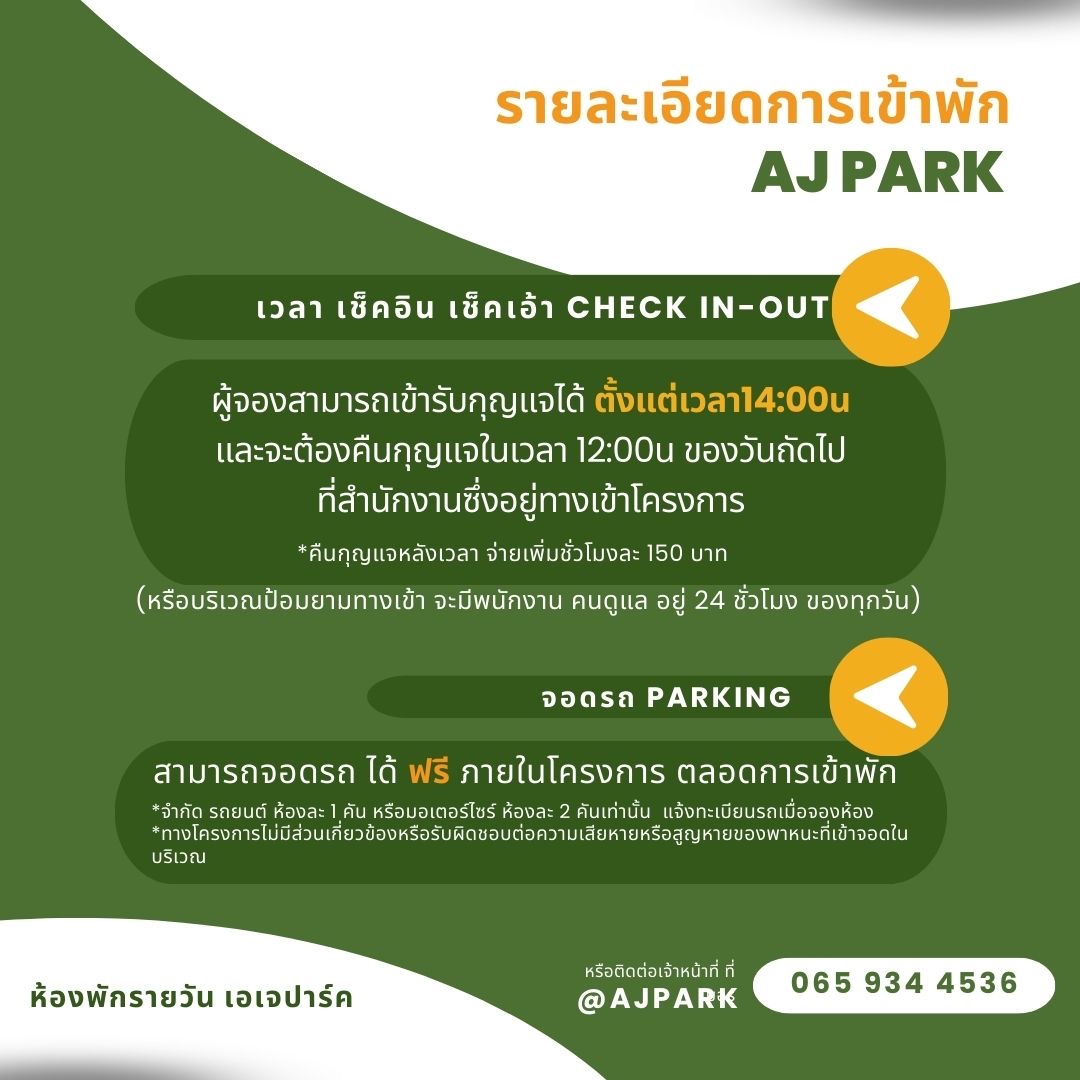 รายละเอียดการเข้าพัก
AJ PARK
เวลา เช็คอิน เช็คเอ้า CHECK IN-OUT
ผู้จองสามารถเข้ารับกุญแจได้ ตั้งแต่เวลา14:00น
และจะต้องคืนกุญแจในเวลา 12:00น ของวันถัดไป
ที่สำนักงานซึ่งอยู่ทางเข้าโครงการ
*คืนกุญแจหลังเวลา จ่ายเพิ่มชั่วโมงละ 150 บาท
(หรือบริเวณป้อมยามทางเข้า จะมีพนักงาน คนดูแล อยู่ 24 ชั่วโมง ของทุกวัน)
จอดรถ PARKING
สามารถจอดรถ ได้ ฟรี ภายในโครงการ ตลอดการเข้าพัก
*จำกัด รถยนต์ ห้องละ 1 คัน หรือมอเตอร์ไซร์ ห้องละ 2 คันเท่านั้น แจ้งทะเบียนรถเมื่อจองห้อง
*ทางโครงการไม่มีส่วนเกี่ยวข้องหรือรับผิดชอบต่อความเสียหายหรือสูญหายของพาหนะที่เข้าจอดใน
บริเวณ
ห้องพักรายวัน เอเจปาร์ค
หรือติดต่อเจ้าหน้าที่ ที่
@AJPARK
065 934 4536